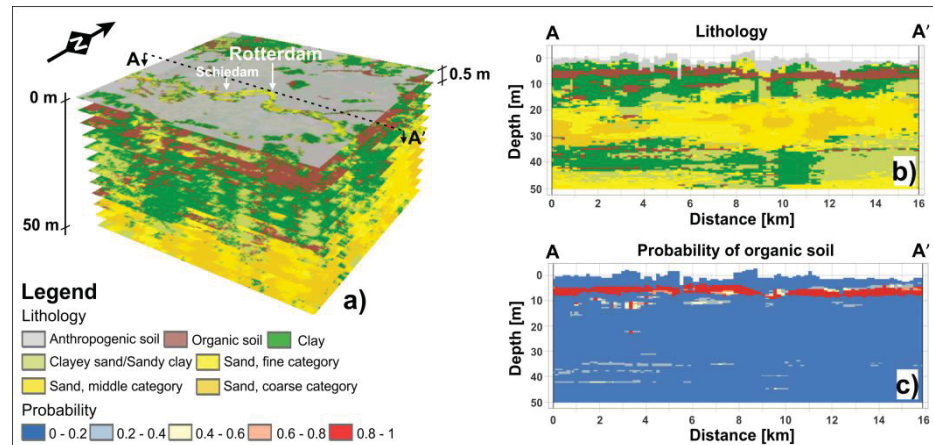 N
A
Rotterdam
Schiedam
0.5 m
0 m
A′
50 m
a)
Legend
Lithology
Anthropogenic soil
Organic soil
Clay
Clayey sand/Sandy clay
Sand, fine category
Sand, middle category
Sand, coarse category
Probability
0 - 0.2
0.2 - 0.4
0.4 - 0.6
0.6 - 0.8
0.8 - 1
A
Lithology
A′
Depth [m]
0
10
20
30
40
50
b)
0 2 4 6 8 10 12 14 16
Distance [km]
A
Probability of organic soil
A′
Depth [m]
0
10
20
30
40
50
c)
0 2 4 6 8 10 12 14 16
Distance [km]